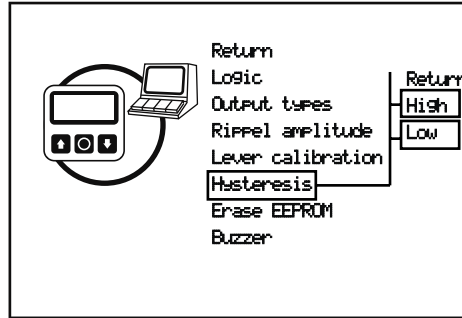 Return
Logic
Output types
Rippel amplitude
Lever calibration
Hysteresis
Erase EEPROM
Buzzer
Return
High
Low